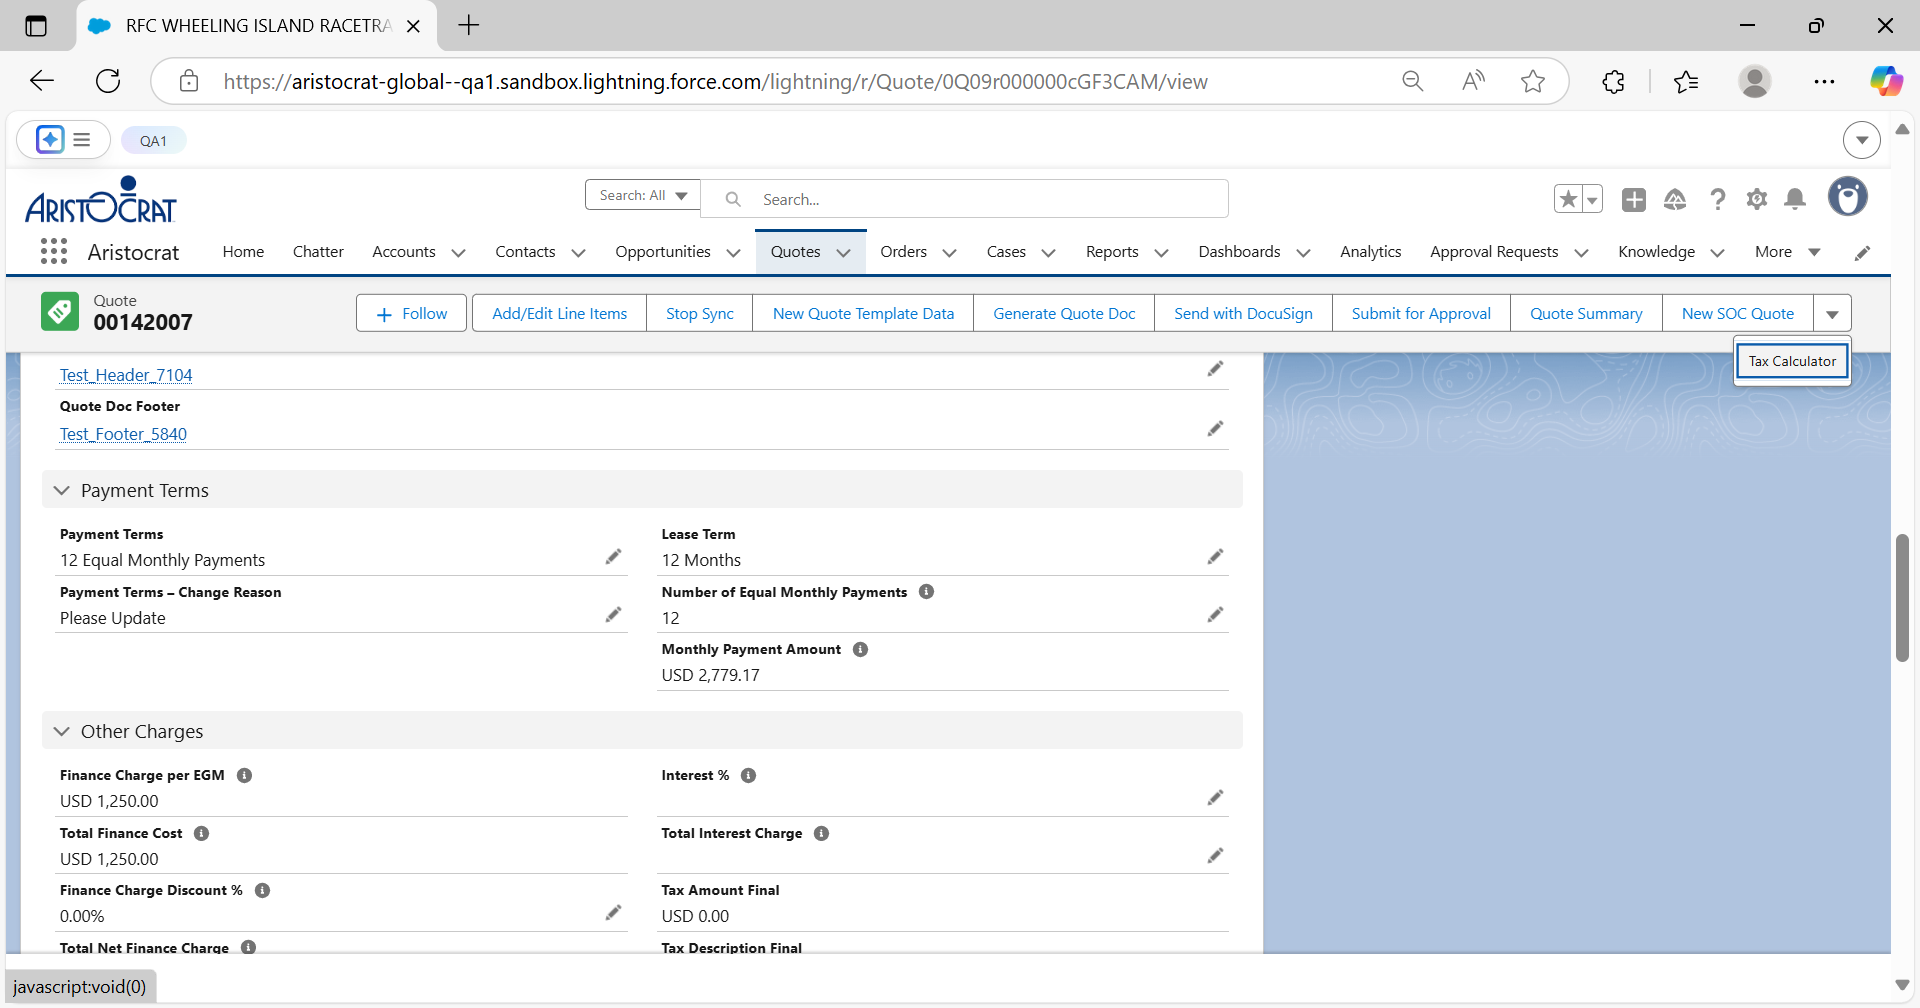 RFC WHEELING ISLAND RACETRA
https://aristocrat-global--qa1.sandbox.lightning.force.com/lightning/r/Quote/0Q09r000000cGF3CAM/view
QA1
ARISTOCRAT
Search: All
Search...
Aristocrat
Home
Chatter
Accounts
Contacts
Opportunities
Quotes
Orders
Cases
Reports
Dashboards
Analytics
Approval Requests
Knowledge
More
Quote
00142007
Follow
Add/Edit Line Items
Stop Sync
New Quote Template Data
Generate Quote Doc
Send with DocuSign
Submit for Approval
Quote Summary
New SOC Quote
Tax Calculator
Test_Header_7104
Quote Doc Footer
Test_Footer_5840
Payment Terms
Payment Terms
12 Equal Monthly Payments
Lease Term
12 Months
Payment Terms – Change Reason
Please Update
Number of Equal Monthly Payments
12
Monthly Payment Amount
USD 2,779.17
Other Charges
Finance Charge per EGM
USD 1,250.00
Interest %
Total Finance Cost
USD 1,250.00
Total Interest Charge
Finance Charge Discount %
0.00%
Tax Amount Final
USD 0.00
Total Net Finance Charge
Tax Description Final
javascript:void(0)